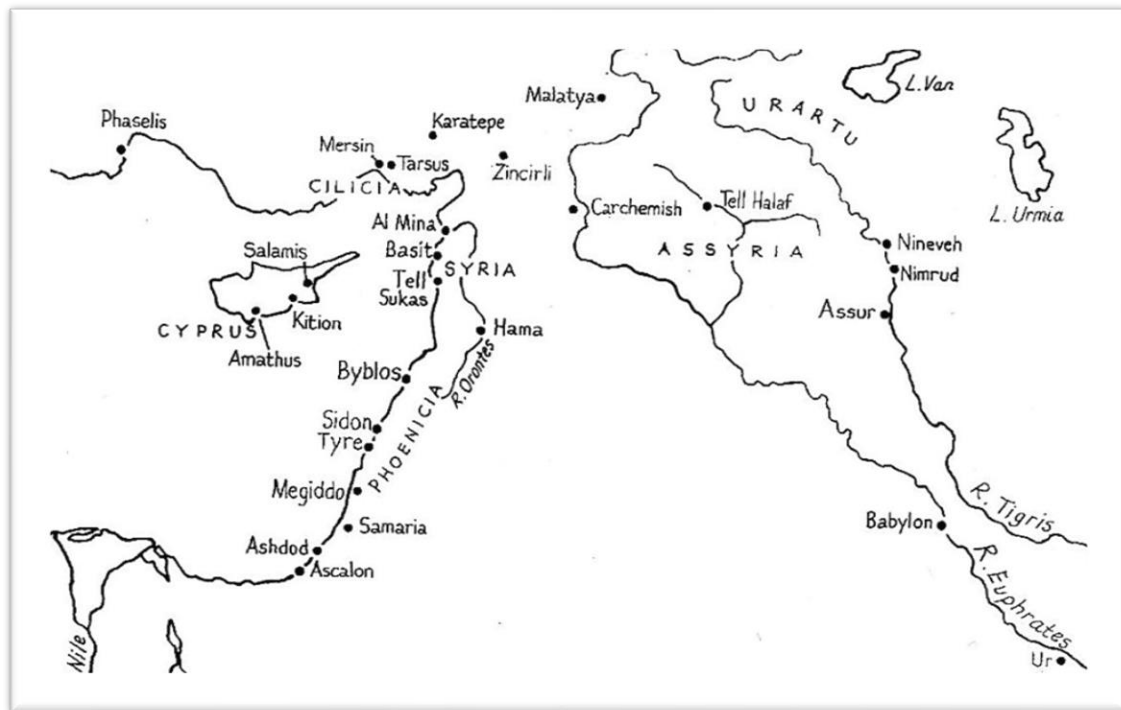 Phaselis
Karatepe
Malatya
L. Van
URARTU
Mersin
Tarsus
Zincirli
CILICIA
Carchemish
Tell Halaf
L. Urmia
Al Mina
Salamis
Basit
SYRIA
ASSYRIA
Nineveh
Nimrud
Tell
Sukas
Kition
CYPRUS
Amathus
Hama
Assur
Byblos
R. Orontes
Sidon
Tyre
PHOENICIA
Megiddo
Samaria
R. Tigris
Babylon
Ashdod
Ascalon
R. Euphrates
Nile
Ur